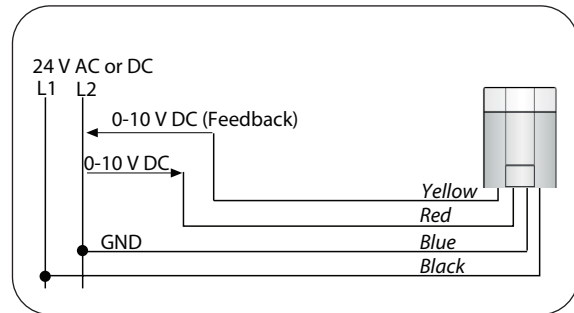 24 V AC or DC
L1 L2
0-10 V DC (Feedback)
0-10 V DC
Yellow
Red
GND Blue
Black